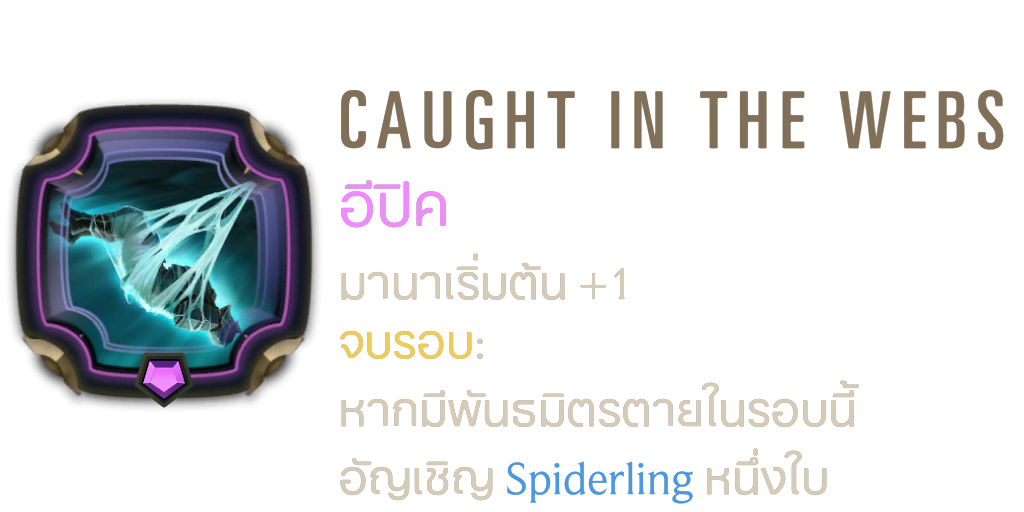 CAUGHT IN THE WEBS
อีปิค
มานาเริ่มต้น +1
จบรอบ:
หากมีพันธมิตรตายในรอบนี้
อัญเชิญ Spiderling หนึ่งใบ